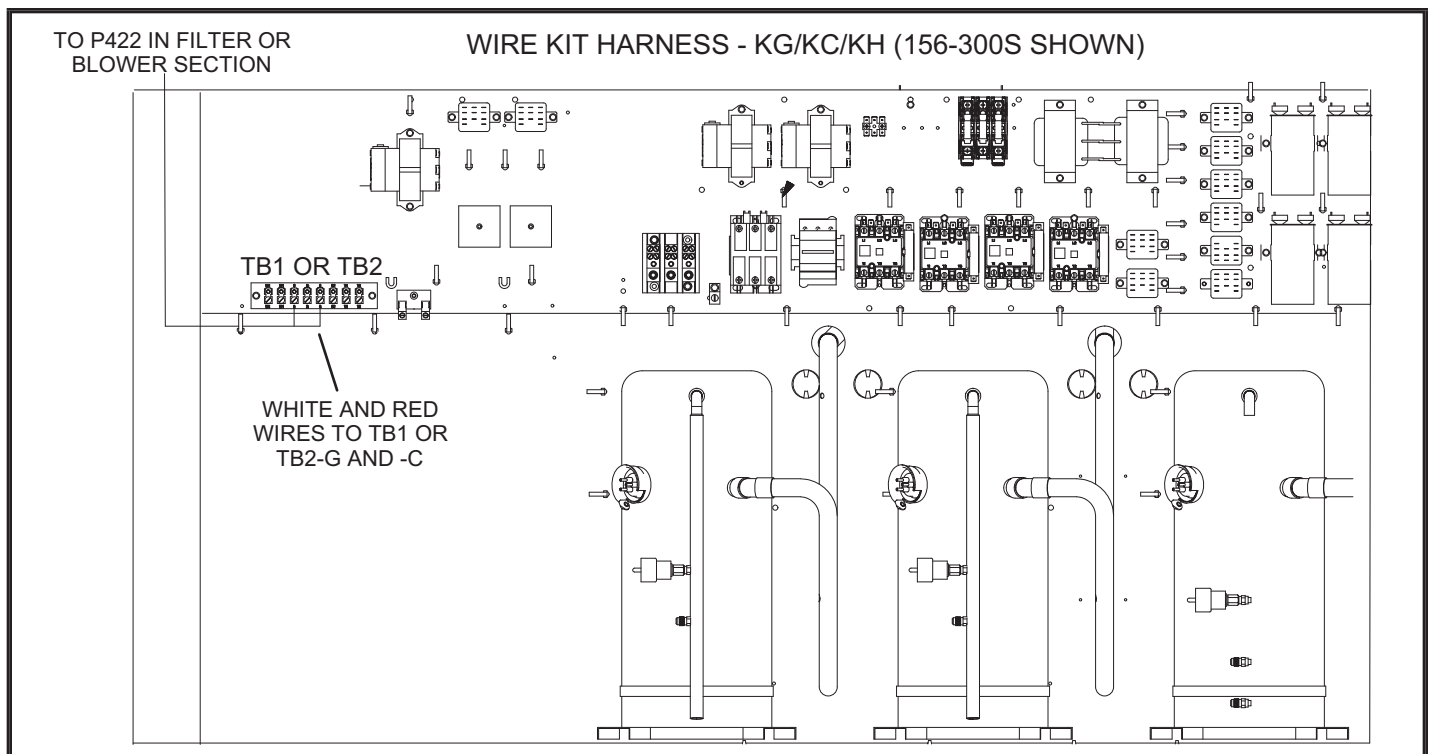 TO P422 IN FILTER OR
BLOWER SECTION
WIRE KIT HARNESS - KG/KC/KH (156-300S SHOWN)
TB1 OR TB2
WHITE AND RED
WIRES TO TB1 OR
TB2-G AND -C